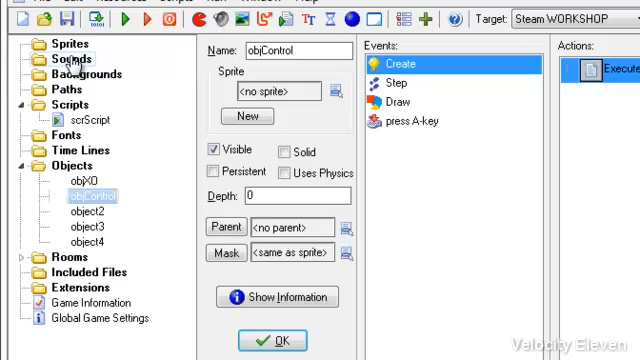 Target: Steam WORKSHOP
Sprites
Sounds
Backgrounds
Paths
Scripts
scrScript
Fonts
Time Lines
Objects
objXO
objControl
object2
object3
object4
Rooms
Included Files
Extensions
Game Information
Global Game Settings
Name: objControl
Sprite
<no sprite>
New
Visible
Solid
Persistent
Uses Physics
Depth: 0
Parent <no parent>
Mask <same as sprite>
Show Information
OK
Events:
Create
Step
Draw
press A-key
Actions:
Execute
Velocity Eleven